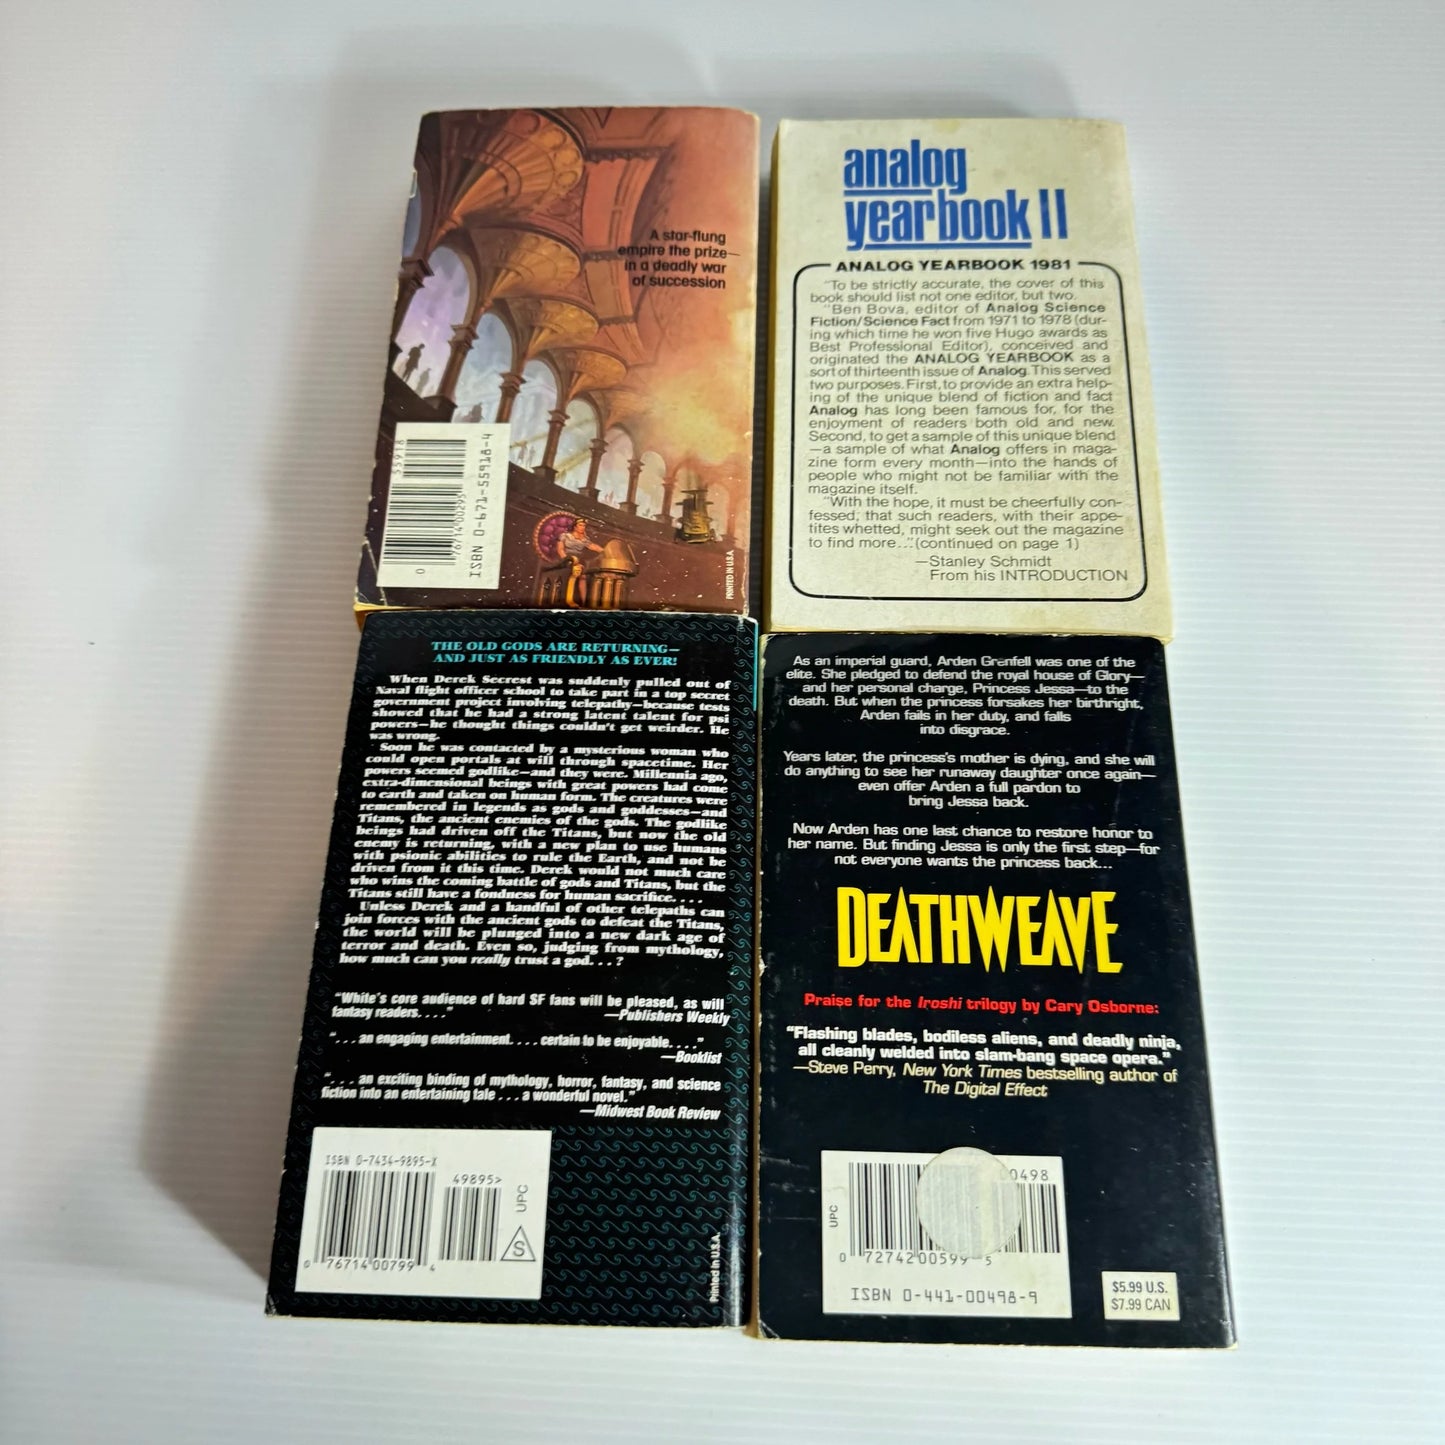 A star-flung
empire the prize—
in a deadly war
of succession
55918
0
76714 00295
ISBN 0-671-55918-4
PRINTED IN U.S.A.
analog
yearbook II
ANALOG YEARBOOK 1981
"To be strictly accurate, the cover of this
book should list not one editor, but two.
"Ben Bova, editor of Analog Science
Fiction/Science Fact from 1971 to 1978 (dur-
ing which time he won five Hugo awards as
Best Professional Editor), conceived and
originated the ANALOG YEARBOOK as a
sort of thirteenth issue of Analog. This served
two purposes. First, to provide an extra help-
ing of the unique blend of fiction and fact
Analog has long been famous for, for the
enjoyment of readers both old and new.
Second, to get a sample of this unique blend
—a sample of what Analog offers in maga-
zine form every month—into the hands of
people who might not be familiar with the
magazine itself.
"With the hope, it must be cheerfully con-
fessed, that such readers, with their appe-
tites whetted, might seek out the magazine
to find more..." (continued on page 1)
—Stanley Schmidt
From his INTRODUCTION
THE OLD GODS ARE RETURNING—
AND JUST AS FRIENDLY AS EVER!
When Derek Secrest was suddenly pulled out of
Naval flight officer school to take part in a top secret
government project involving telepathy—because tests
showed that he had a strong latent talent for psi
powers—he thought things couldn't get weirder. He
was wrong.
Soon he was contacted by a mysterious woman who
could open portals at will through spacetime. Her
powers seemed godlike—and they were. Millennia ago,
extra-dimensional beings with great powers had come
to earth and taken on human form. The creatures were
remembered in legends as gods and goddesses—and
Titans, the ancient enemies of the gods. The godlike
beings had driven off the Titans, but now the old
enemy is returning, with a new plan to use humans
with psionic abilities to rule the Earth, and not be
driven from it this time. Derek would not much care
who wins the coming battle of gods and Titans, but the
Titans still have a fondness for human sacrifice. . . .
Unless Derek and a handful of other telepaths can
join forces with the ancient gods to defeat the Titans,
the world will be plunged into a new dark age of
terror and death. Even so, judging from mythology,
how much can you really trust a god. . . ?
"White's core audience of hard SF fans will be pleased, as will
fantasy readers. . . ."
—Publishers Weekly
". . . an engaging entertainment. . . . certain to be enjoyable. . . ."
—Booklist
". . . an exciting binding of mythology, horror, fantasy, and science
fiction into an entertaining tale . . . a wonderful novel."
—Midwest Book Review
ISBN 0-7434-9895-X
49895>
0 76714 00799 4
UPC
S
Printed in U.S.A.
As an imperial guard, Arden Grenfell was one of the
elite. She pledged to defend the royal house of Glory—
and her personal charge, Princess Jessa—to the
death. But when the princess forsakes her birthright,
Arden fails in her duty, and falls
into disgrace.
Years later, the princess's mother is dying, and she will
do anything to see her runaway daughter once again—
even offer Arden a full pardon to
bring Jessa back.
Now Arden has one last chance to restore honor to
her name. But finding Jessa is only the first step—for
not everyone wants the princess back...
DEATHWEAVE
Praise for the Iroshi trilogy by Cary Osborne:
"Flashing blades, bodiless aliens, and deadly ninja,
all cleanly welded into slam-bang space opera."
—Steve Perry, New York Times bestselling author of
The Digital Effect
00498
UPC
0 72742 00599 5
ISBN 0-441-00498-9
$5.99 U.S.
$7.99 CAN